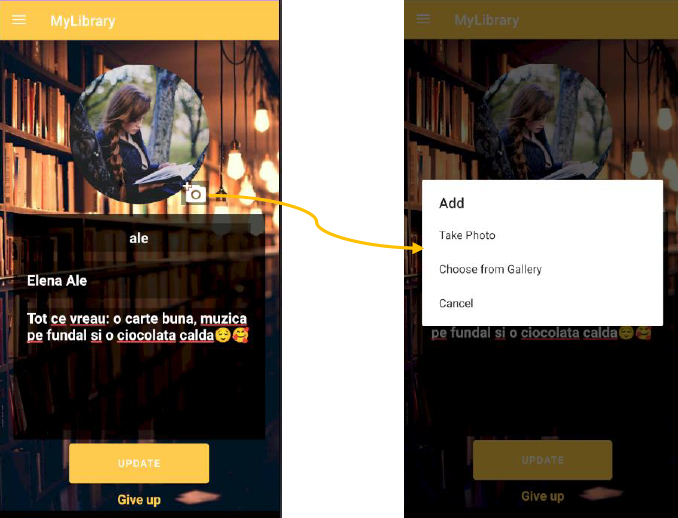 MyLibrary
ale
Elena Ale
Tot ce vreau: o carte buna, muzica
pe fundal si o ciocolata calda😌🥰
UPDATE
Give up
MyLibrary
Add
Take Photo
Choose from Gallery
Cancel
pe fundal si o ciocolata calda😌🥰
UPDATE
Give up